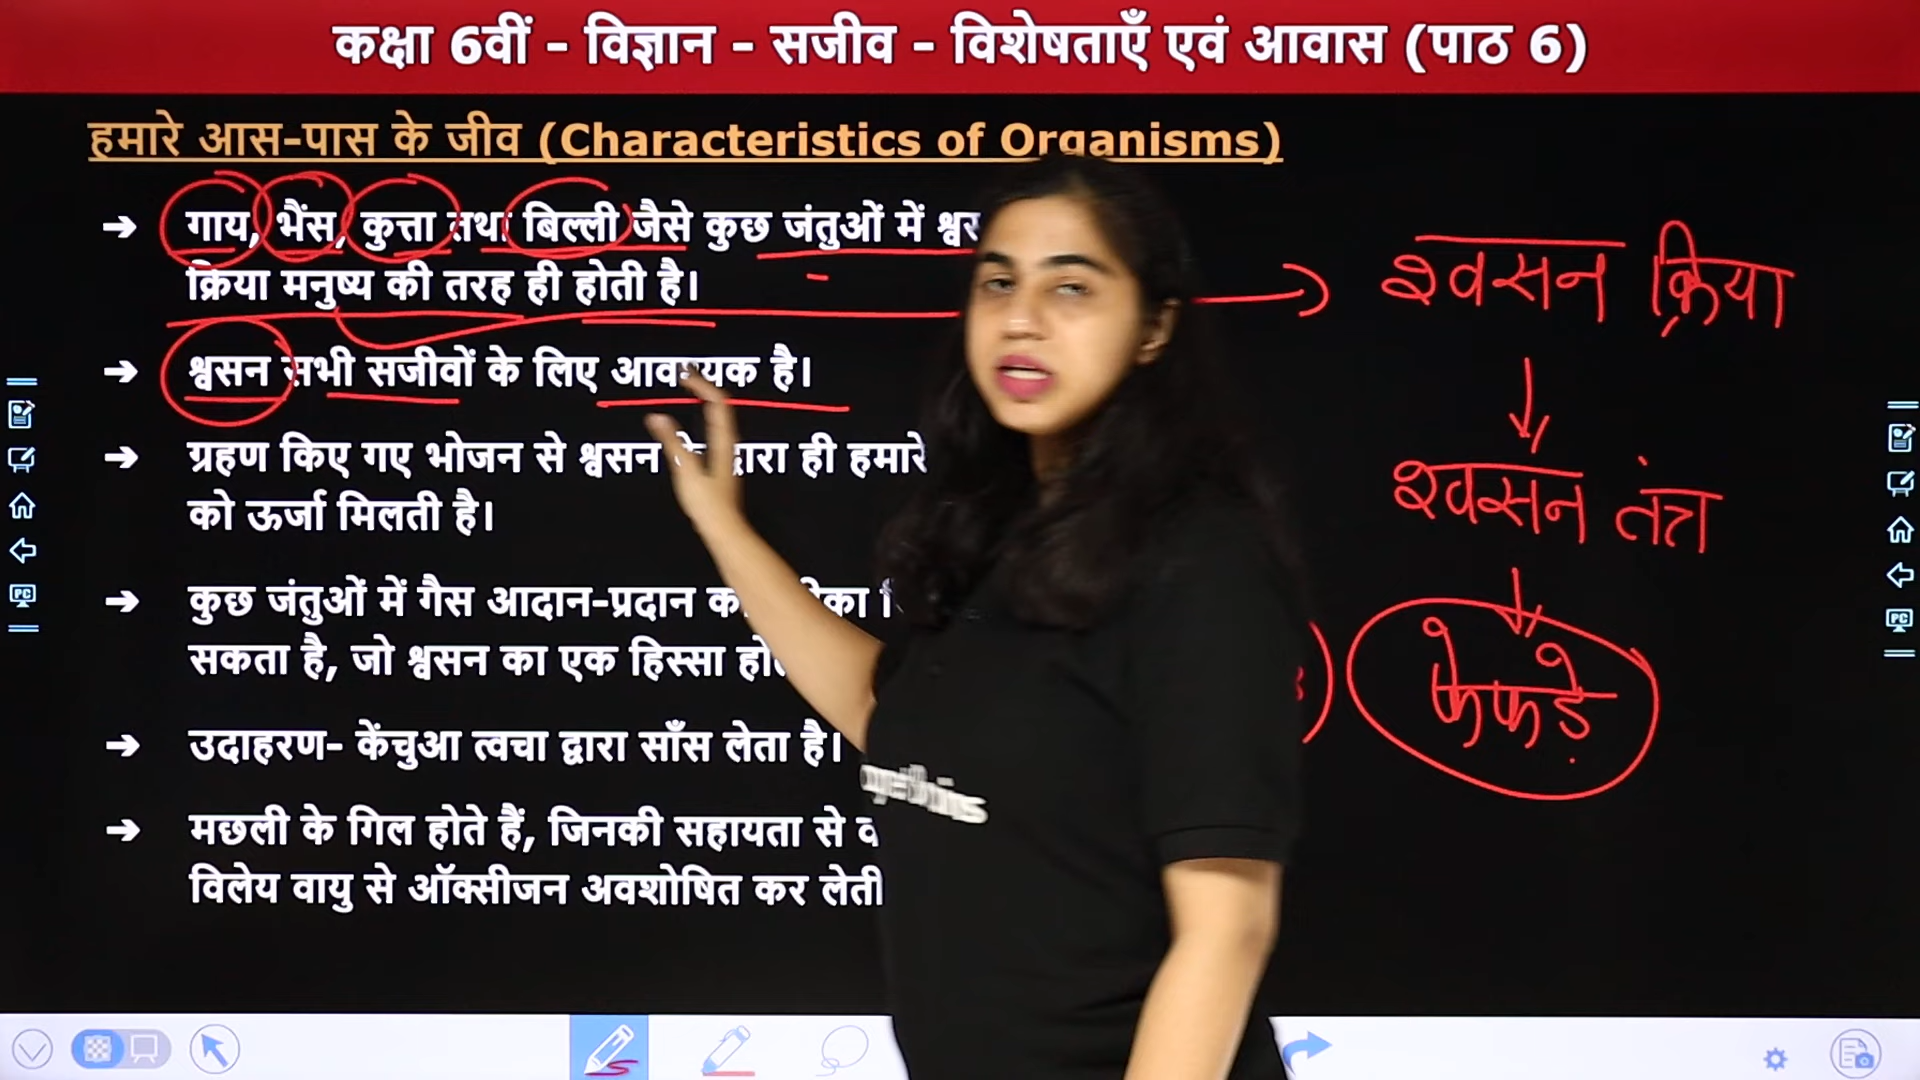 कक्षा 6वीं - विज्ञान - सजीव - विशेषताएँ एवं आवास (पाठ 6)
हमारे आस-पास के जीव (Characteristics of Organisms)
➔ गाय, भैंस, कुत्ता तथा बिल्ली जैसे कुछ जंतुओं में
क्रिया मनुष्य की तरह ही होती है।
➔ श्वसन सभी सजीवों के लिए आवश्यक है।
➔ ग्रहण किए गए भोजन से श्वसन के द्वारा ही हमारे
को ऊर्जा मिलती है।
➔ कुछ जंतुओं में गैस आदान-प्रदान का
सकता है, जो श्वसन का एक हिस्सा
➔ उदाहरण- केंचुआ त्वचा द्वारा साँस लेता है।
➔ मछली के गिल होते हैं, जिनकी सहायता से
विलेय वायु से ऑक्सीजन अवशोषित कर लेती
श्वसन क्रिया
श्वसन तंत्र
फेफड़े
PC
PC